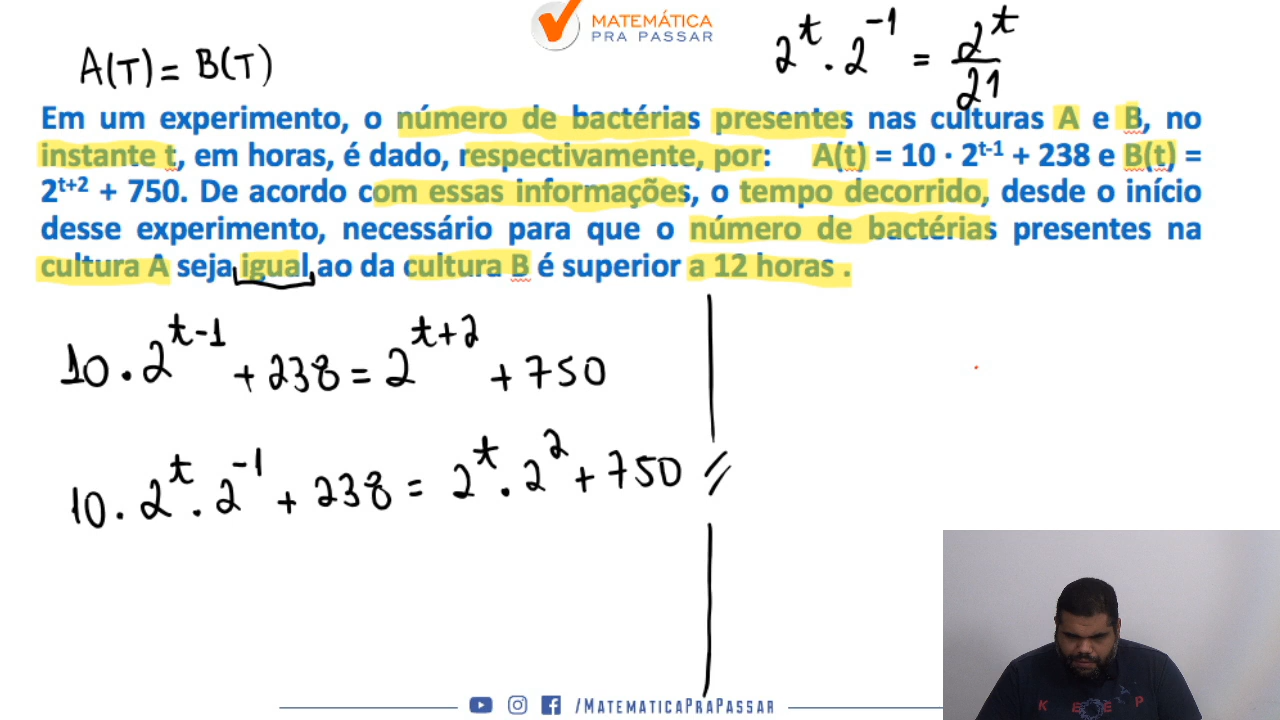 MATEMÁTICA
PRA PASSAR
A(T) = B(T)
2^t . 2^-1 = 2^t / 2^1
Em um experimento, o número de bactérias presentes nas culturas A e B, no
instante t, em horas, é dado, respectivamente, por: A(t) = 10 · 2^t-1 + 238 e B(t) =
2^t+2 + 750. De acordo com essas informações, o tempo decorrido, desde o início
desse experimento, necessário para que o número de bactérias presentes na
cultura A seja igual ao da cultura B é superior a 12 horas .
10 . 2^t-1 + 238 = 2^t+2 + 750
10 . 2^t . 2^-1 + 238 = 2^t . 2^2 + 750 //
K E E P
/MATEMATICAPRAPASSAR